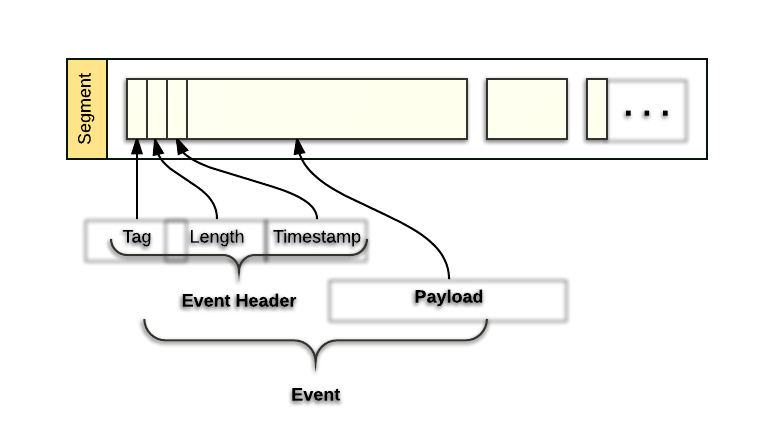 Segment
. . .
Tag
Length
Timestamp
Event Header
Payload
Event